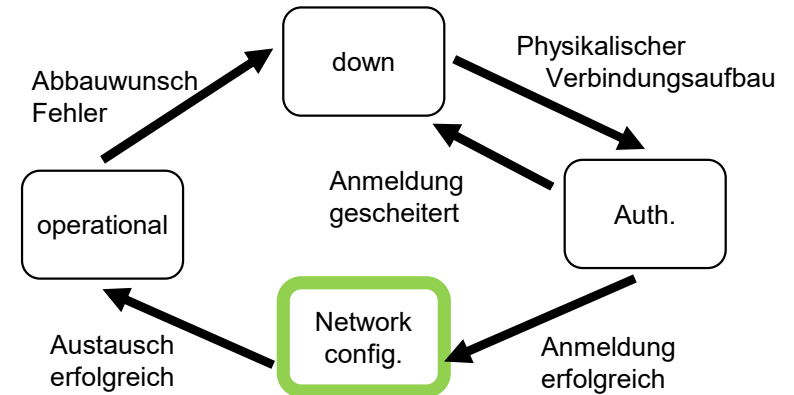 down
Physikalischer
Verbindungsaufbau
Abbauwunsch
Fehler
Anmeldung
gescheitert
Auth.
operational
Network
config.
Austausch
erfolgreich
Anmeldung
erfolgreich